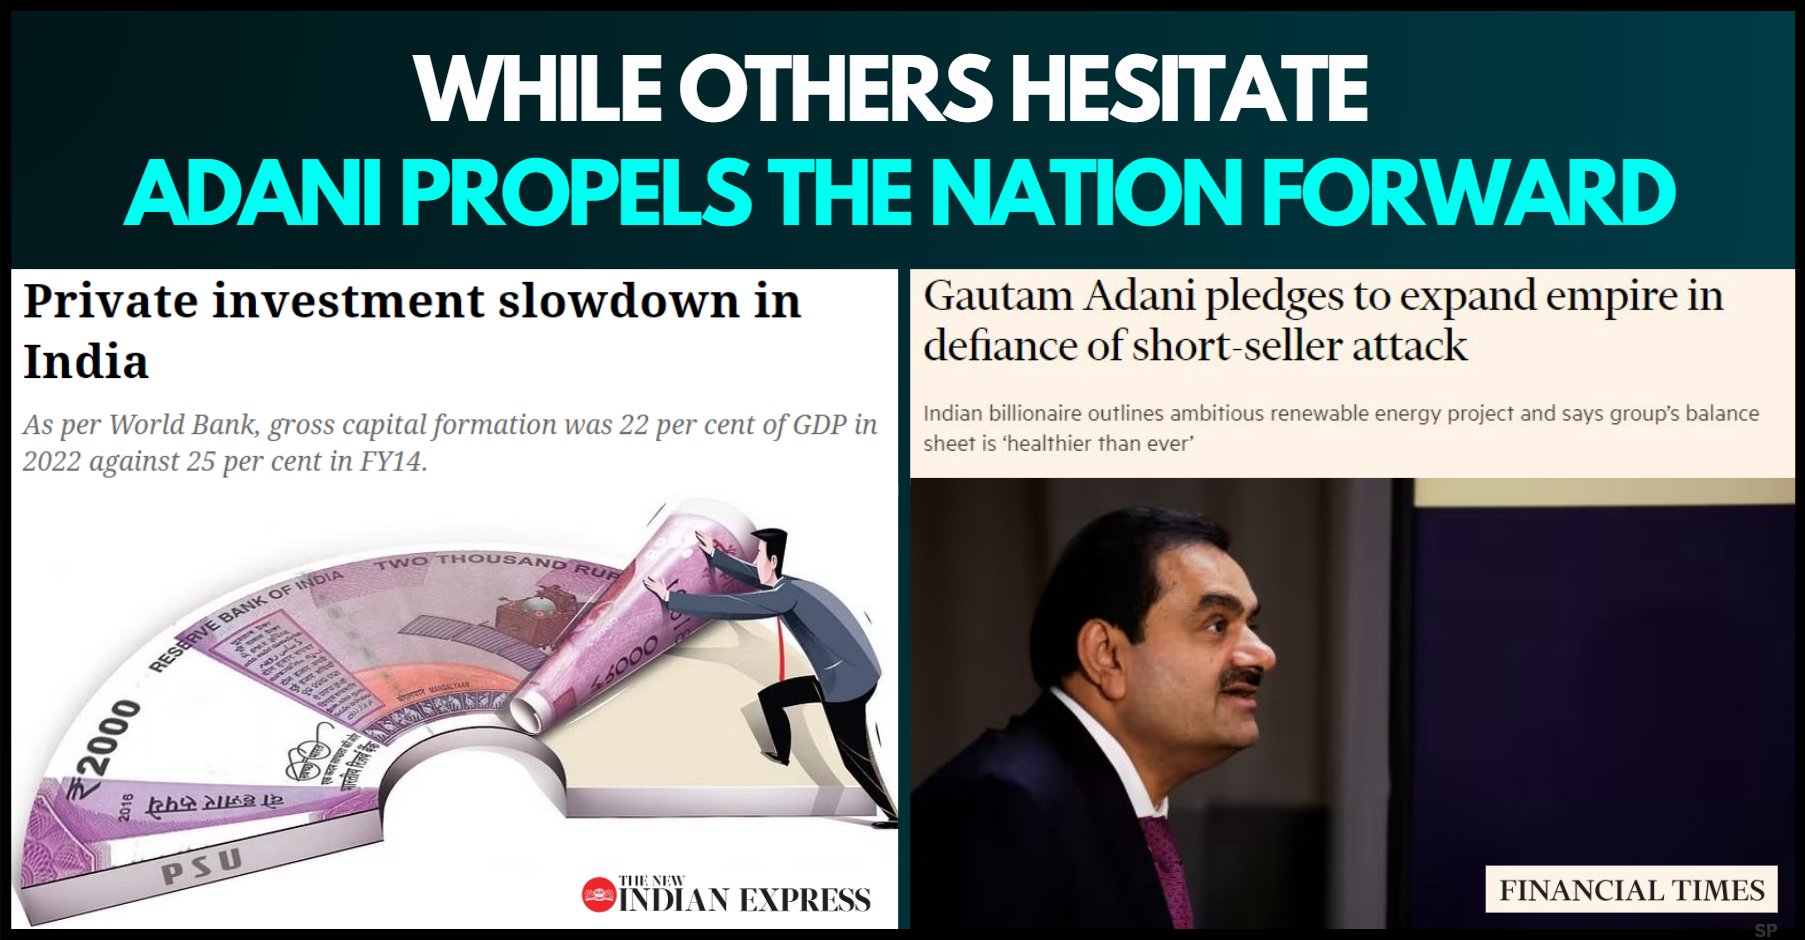 WHILE OTHERS HESITATE
ADANI PROPELS THE NATION FORWARD
Private investment slowdown in
India
As per World Bank, gross capital formation was 22 per cent of GDP in
2022 against 25 per cent in FY14.
RESERVE BANK OF INDIA
TWO THOUSAND RUP
₹2000
2016
दो हज़ार रुपये
MANGALYAAN
PSU
THE NEW
INDIAN EXPRESS
Gautam Adani pledges to expand empire in
defiance of short-seller attack
Indian billionaire outlines ambitious renewable energy project and says group's balance
sheet is ‘healthier than ever’
FINANCIAL TIMES
SP